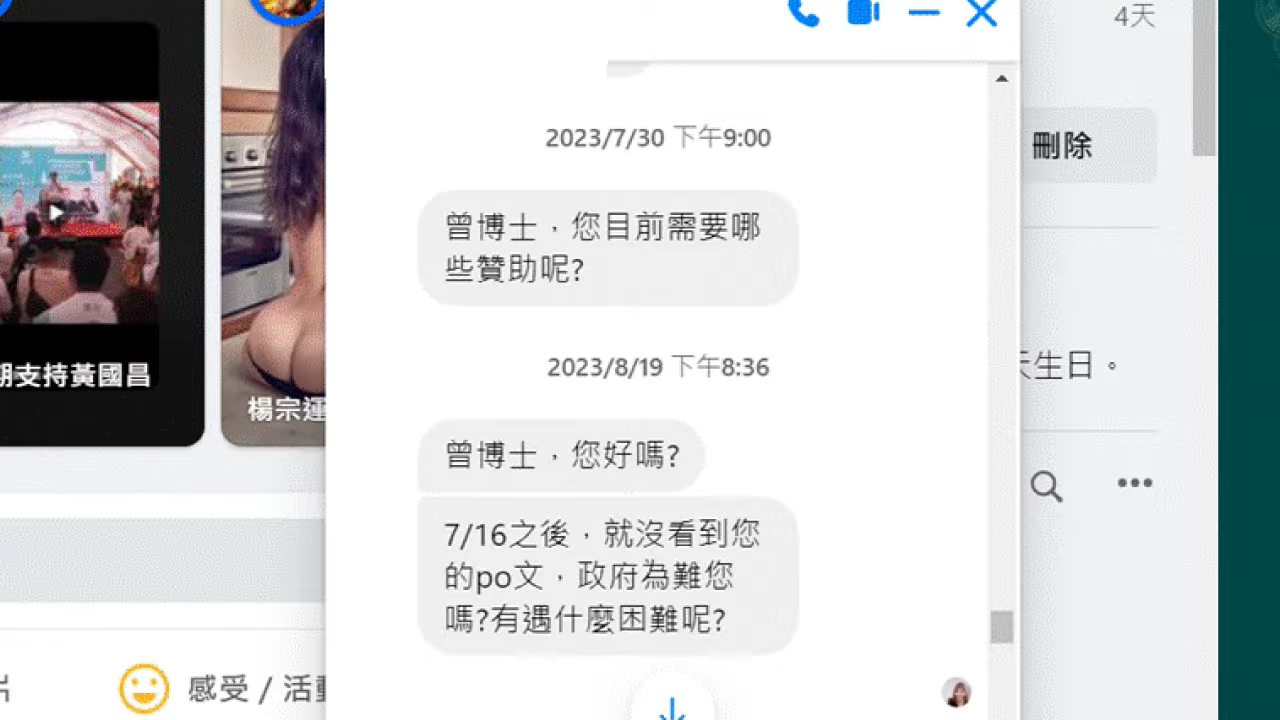 4天
2023/7/30 下午9:00
刪除
曾博士，您目前需要哪
些贊助呢?
2023/8/19 下午8:36
天生日。
期支持黃國昌
楊宗運
曾博士，您好嗎?
7/16之後，就沒看到您
的po文，政府為難您
嗎?有遇什麼困難呢?
感受 / 活動